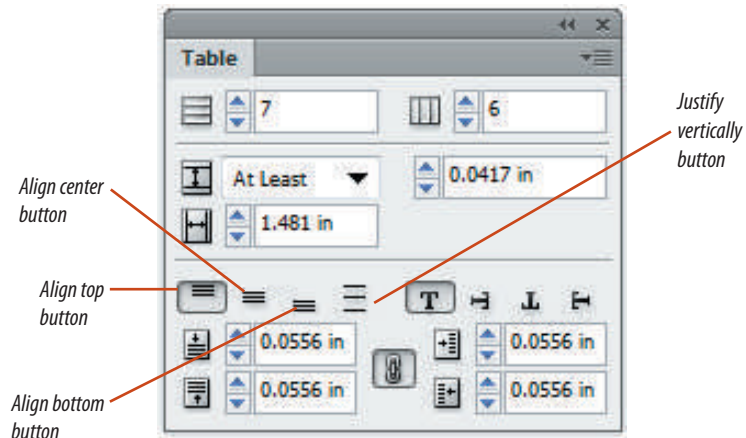 Table
7
6
Justify
vertically
button
At Least
0.0417 in
Align center
button
1.481 in
Align top
button
T T T T
0.0556 in
0.0556 in
0.0556 in
0.0556 in
Align bottom
button